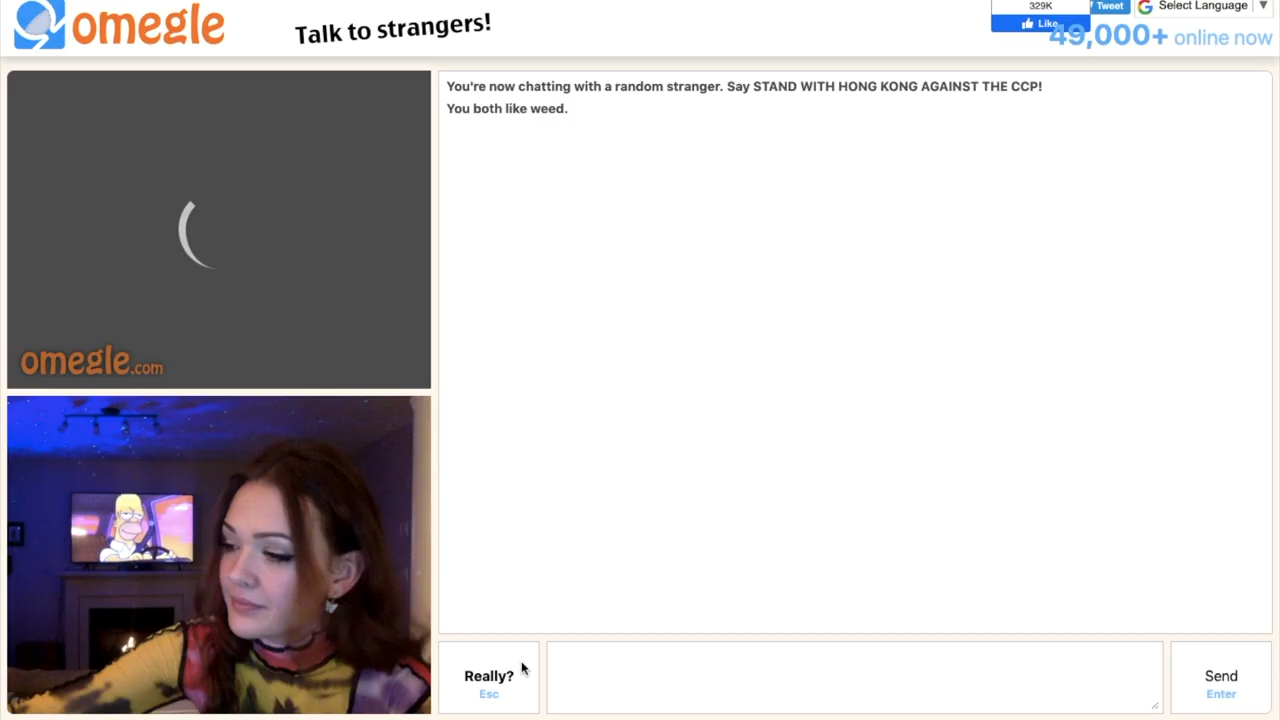 omegle
Talk to strangers!
329K
Tweet
Like
Select Language ▼
49,000+ online now
You're now chatting with a random stranger. Say STAND WITH HONG KONG AGAINST THE CCP!
You both like weed.
omegle.com
Really?
Esc
Send
Enter